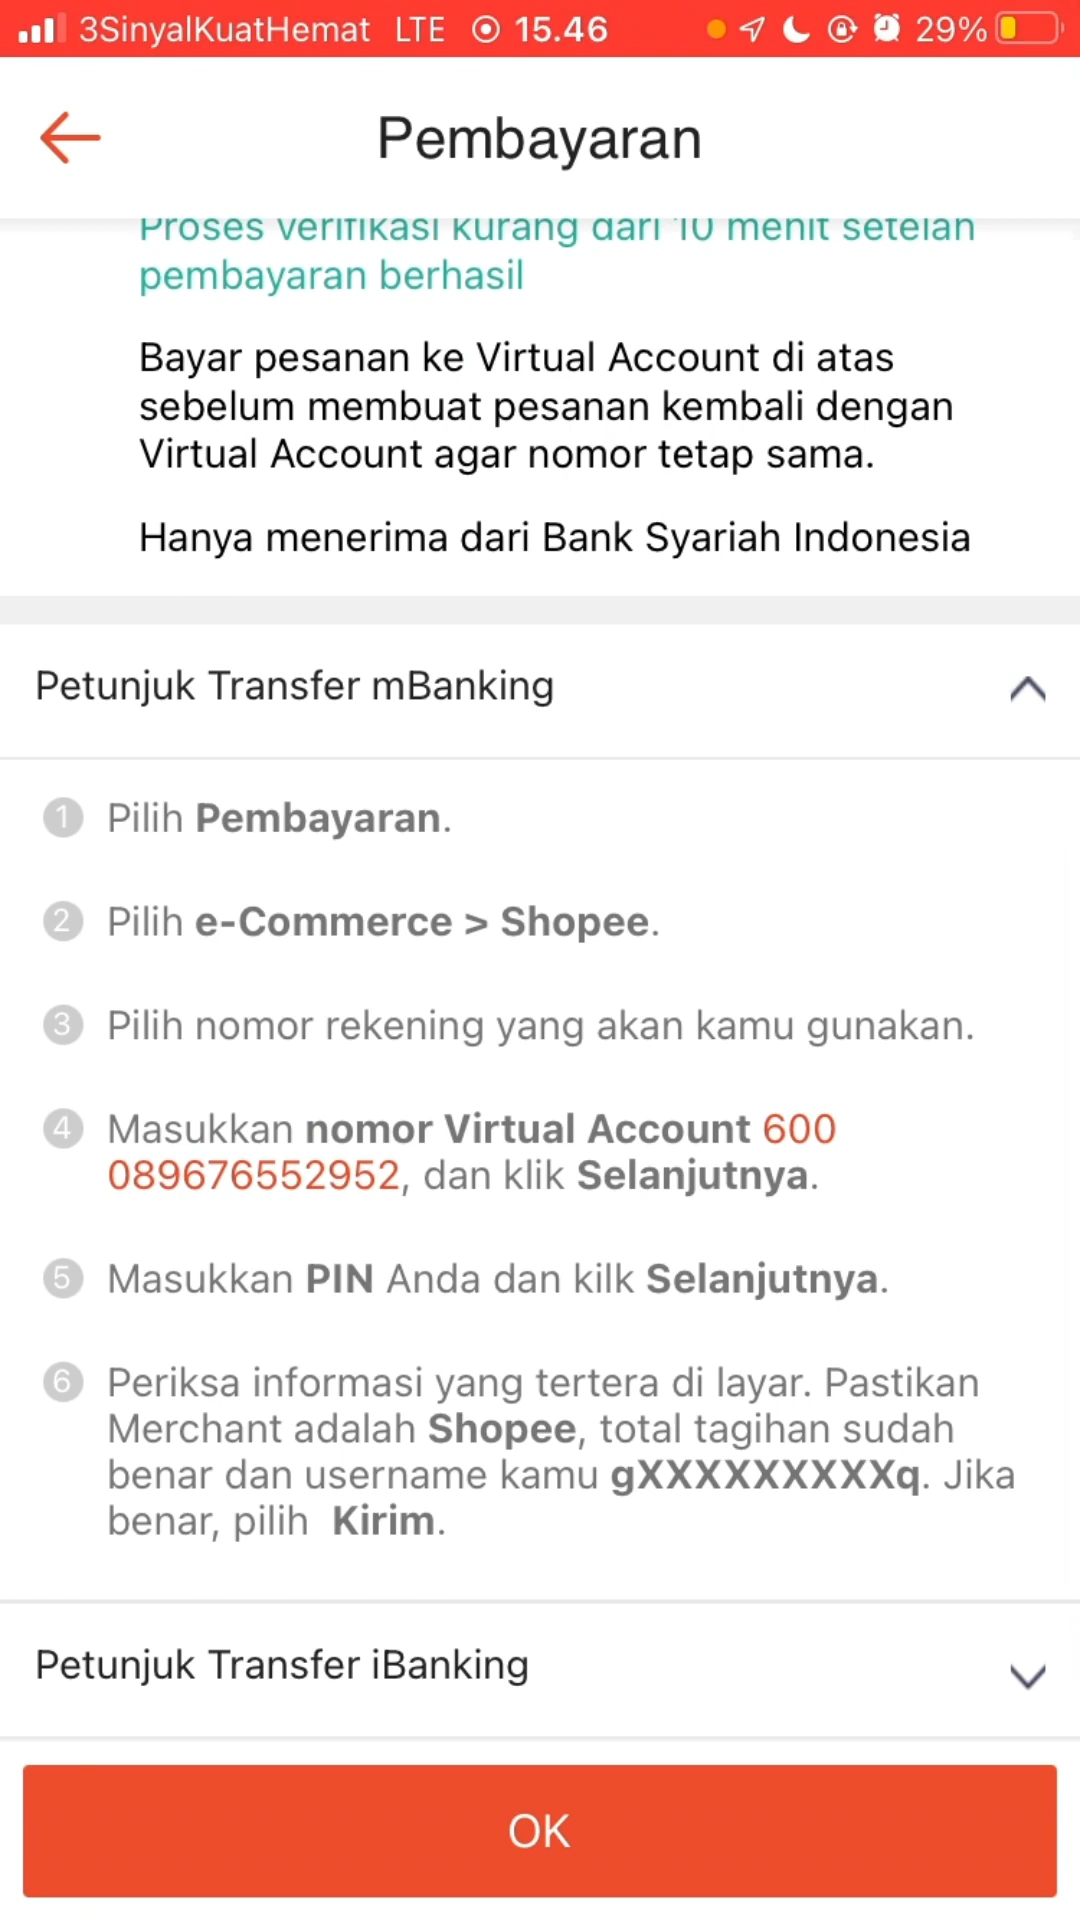 3SinyalKuatHemat LTE 15.46 29%
Pembayaran
Proses verifikasi kurang dari 10 menit setelah
pembayaran berhasil
Bayar pesanan ke Virtual Account di atas
sebelum membuat pesanan kembali dengan
Virtual Account agar nomor tetap sama.
Hanya menerima dari Bank Syariah Indonesia
Petunjuk Transfer mBanking
1 Pilih Pembayaran.
2 Pilih e-Commerce > Shopee.
3 Pilih nomor rekening yang akan kamu gunakan.
4 Masukkan nomor Virtual Account 600
089676552952, dan klik Selanjutnya.
5 Masukkan PIN Anda dan kilk Selanjutnya.
6 Periksa informasi yang tertera di layar. Pastikan
Merchant adalah Shopee, total tagihan sudah
benar dan username kamu gXXXXXXXXXq. Jika
benar, pilih Kirim.
Petunjuk Transfer iBanking
OK